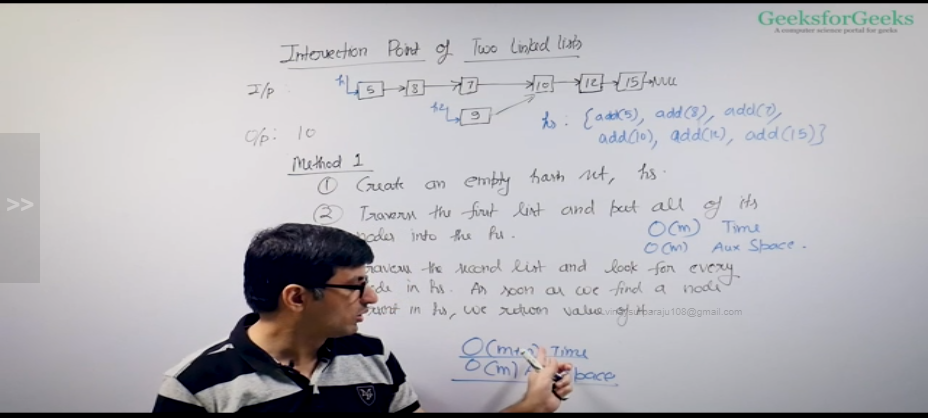 GeeksforGeeks
A computer science portal for geeks
Intersection Point of Two Linked lists
I/p :
h1
5 8 7 10 12 15 NULL
h2
9
hs : {add(5), add(8), add(7),
add(10), add(12), add(15)}
O/p: 10
Method 1
① Create an empty hash set, hs.
② Traverse the first list and put all of its
nodes into the hs.
O(m) Time
O(m) Aux Space.
the second list and look for every
in hs. As soon as we find a node
in hs, we return value of it.
O(m+n) Time
O(m)
>>